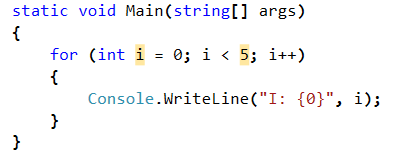 static void Main(string[] args)
{
    for (int i = 0; i < 5; i++)
    {
        Console.WriteLine("I: {0}", i);
    }
}